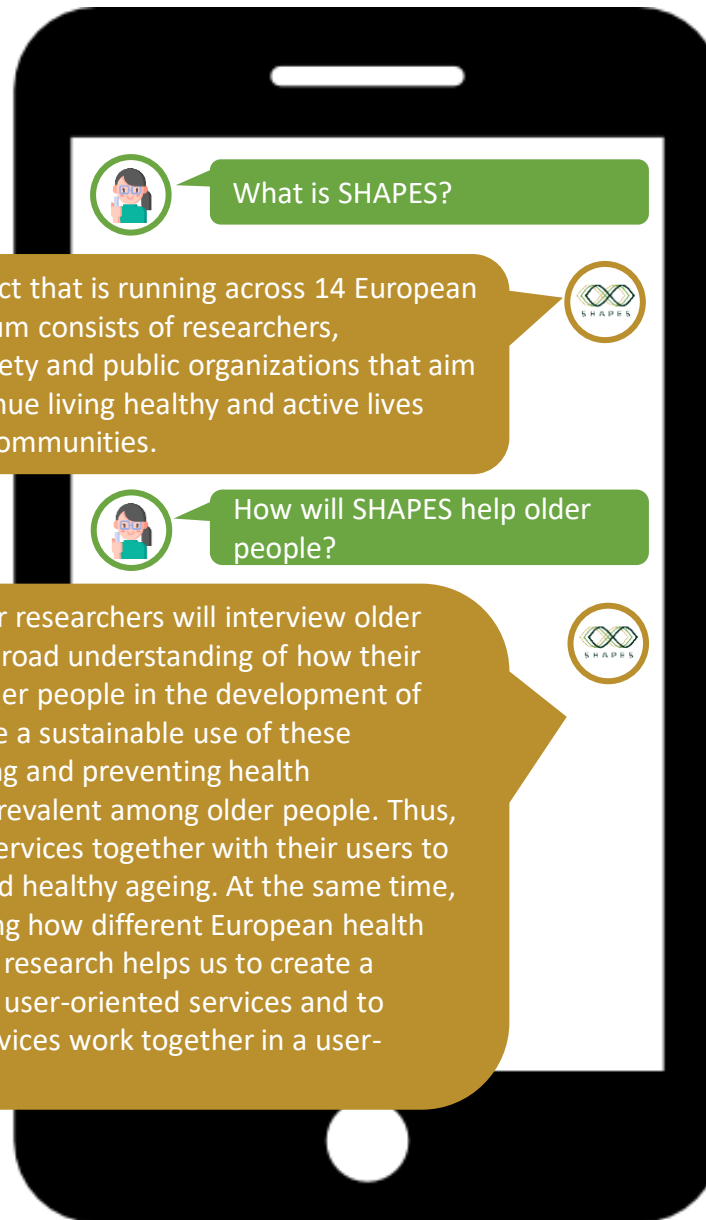 What is SHAPES?
SHAPES
ct that is running across 14 European
um consists of researchers,
ety and public organizations that aim
nue living healthy and active lives
ommunities.
How will SHAPES help older
people?
SHAPES
r researchers will interview older
road understanding of how their
er people in the development of
e a sustainable use of these
ng and preventing health
revalent among older people. Thus,
ervices together with their users to
d healthy ageing. At the same time,
ng how different European health
research helps us to create a
user-oriented services and to
vices work together in a user-